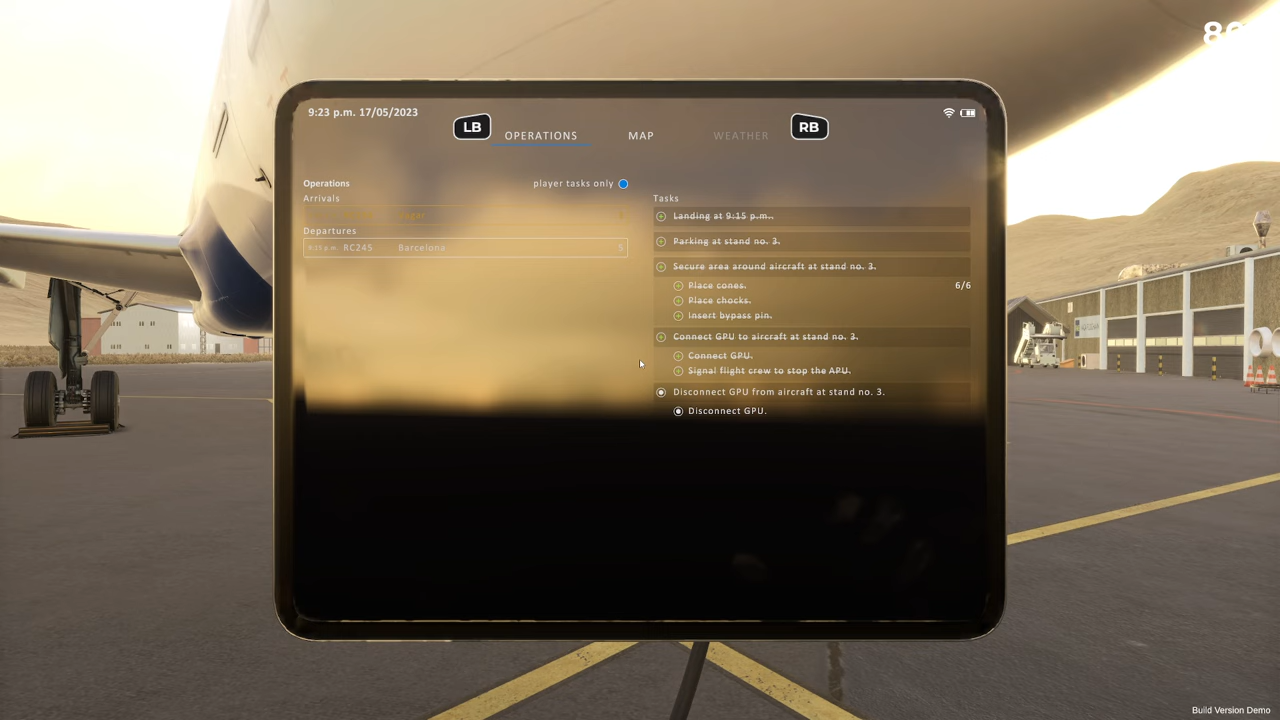 9:23 p.m. 17/05/2023
LB
OPERATIONS
MAP
WEATHER
RB
Operations
player tasks only
Arrivals
Departures
9:25 p.m. RC245 Barcelona 5
Tasks
Landing at 9:15 p.m..
Parking at stand no. 3.
Secure area around aircraft at stand no. 3.
Place cones. 6/6
Place chocks.
Insert bypass pin.
Connect GPU to aircraft at stand no. 3.
Connect GPU.
Signal flight crew to stop the APU.
Disconnect GPU from aircraft at stand no. 3.
Disconnect GPU.
Build Version Demo